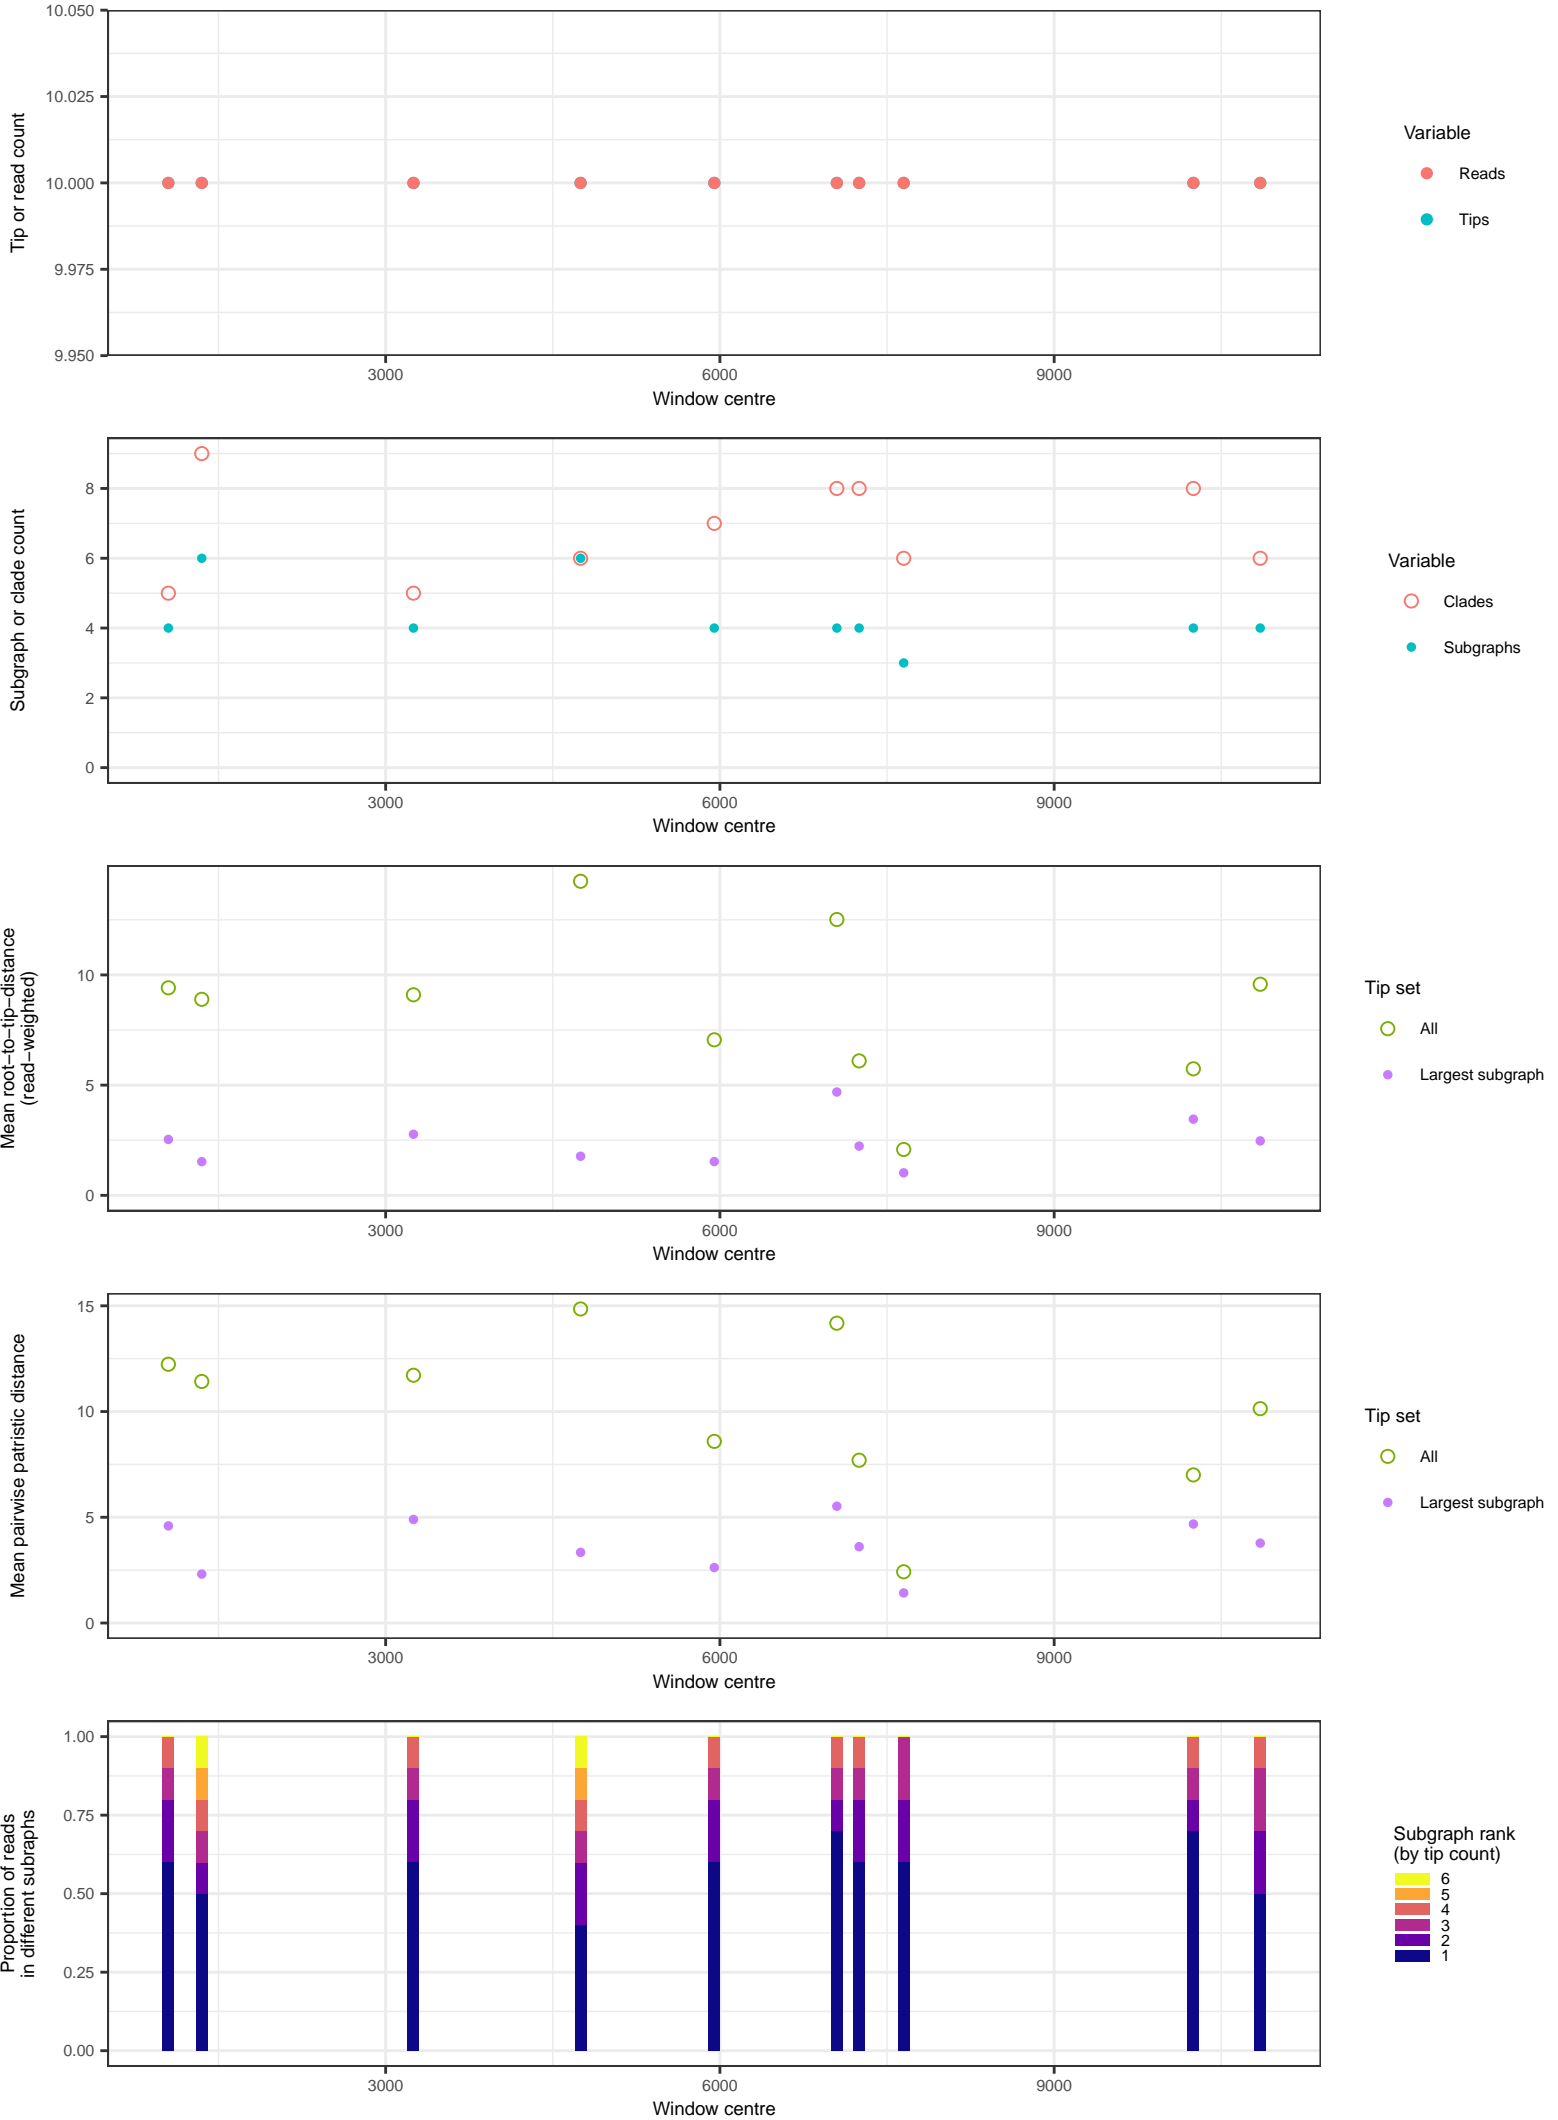 10.050
10.025
10.000
9.975
9.950
Tip or read count
3000
6000
9000
Window centre
Variable
Reads
Tips
8
6
4
2
0
Subgraph or clade count
3000
6000
9000
Window centre
Variable
Clades
Subgraphs
10
5
0
Mean root−to−tip−distance
(read−weighted)
3000
6000
9000
Window centre
Tip set
All
Largest subgraph
15
10
5
0
Mean pairwise patristic distance
3000
6000
9000
Window centre
Tip set
All
Largest subgraph
1.00
0.75
0.50
0.25
0.00
Proportion of reads
in different subraphs
3000
6000
9000
Window centre
Subgraph rank
(by tip count)
6
5
4
3
2
1